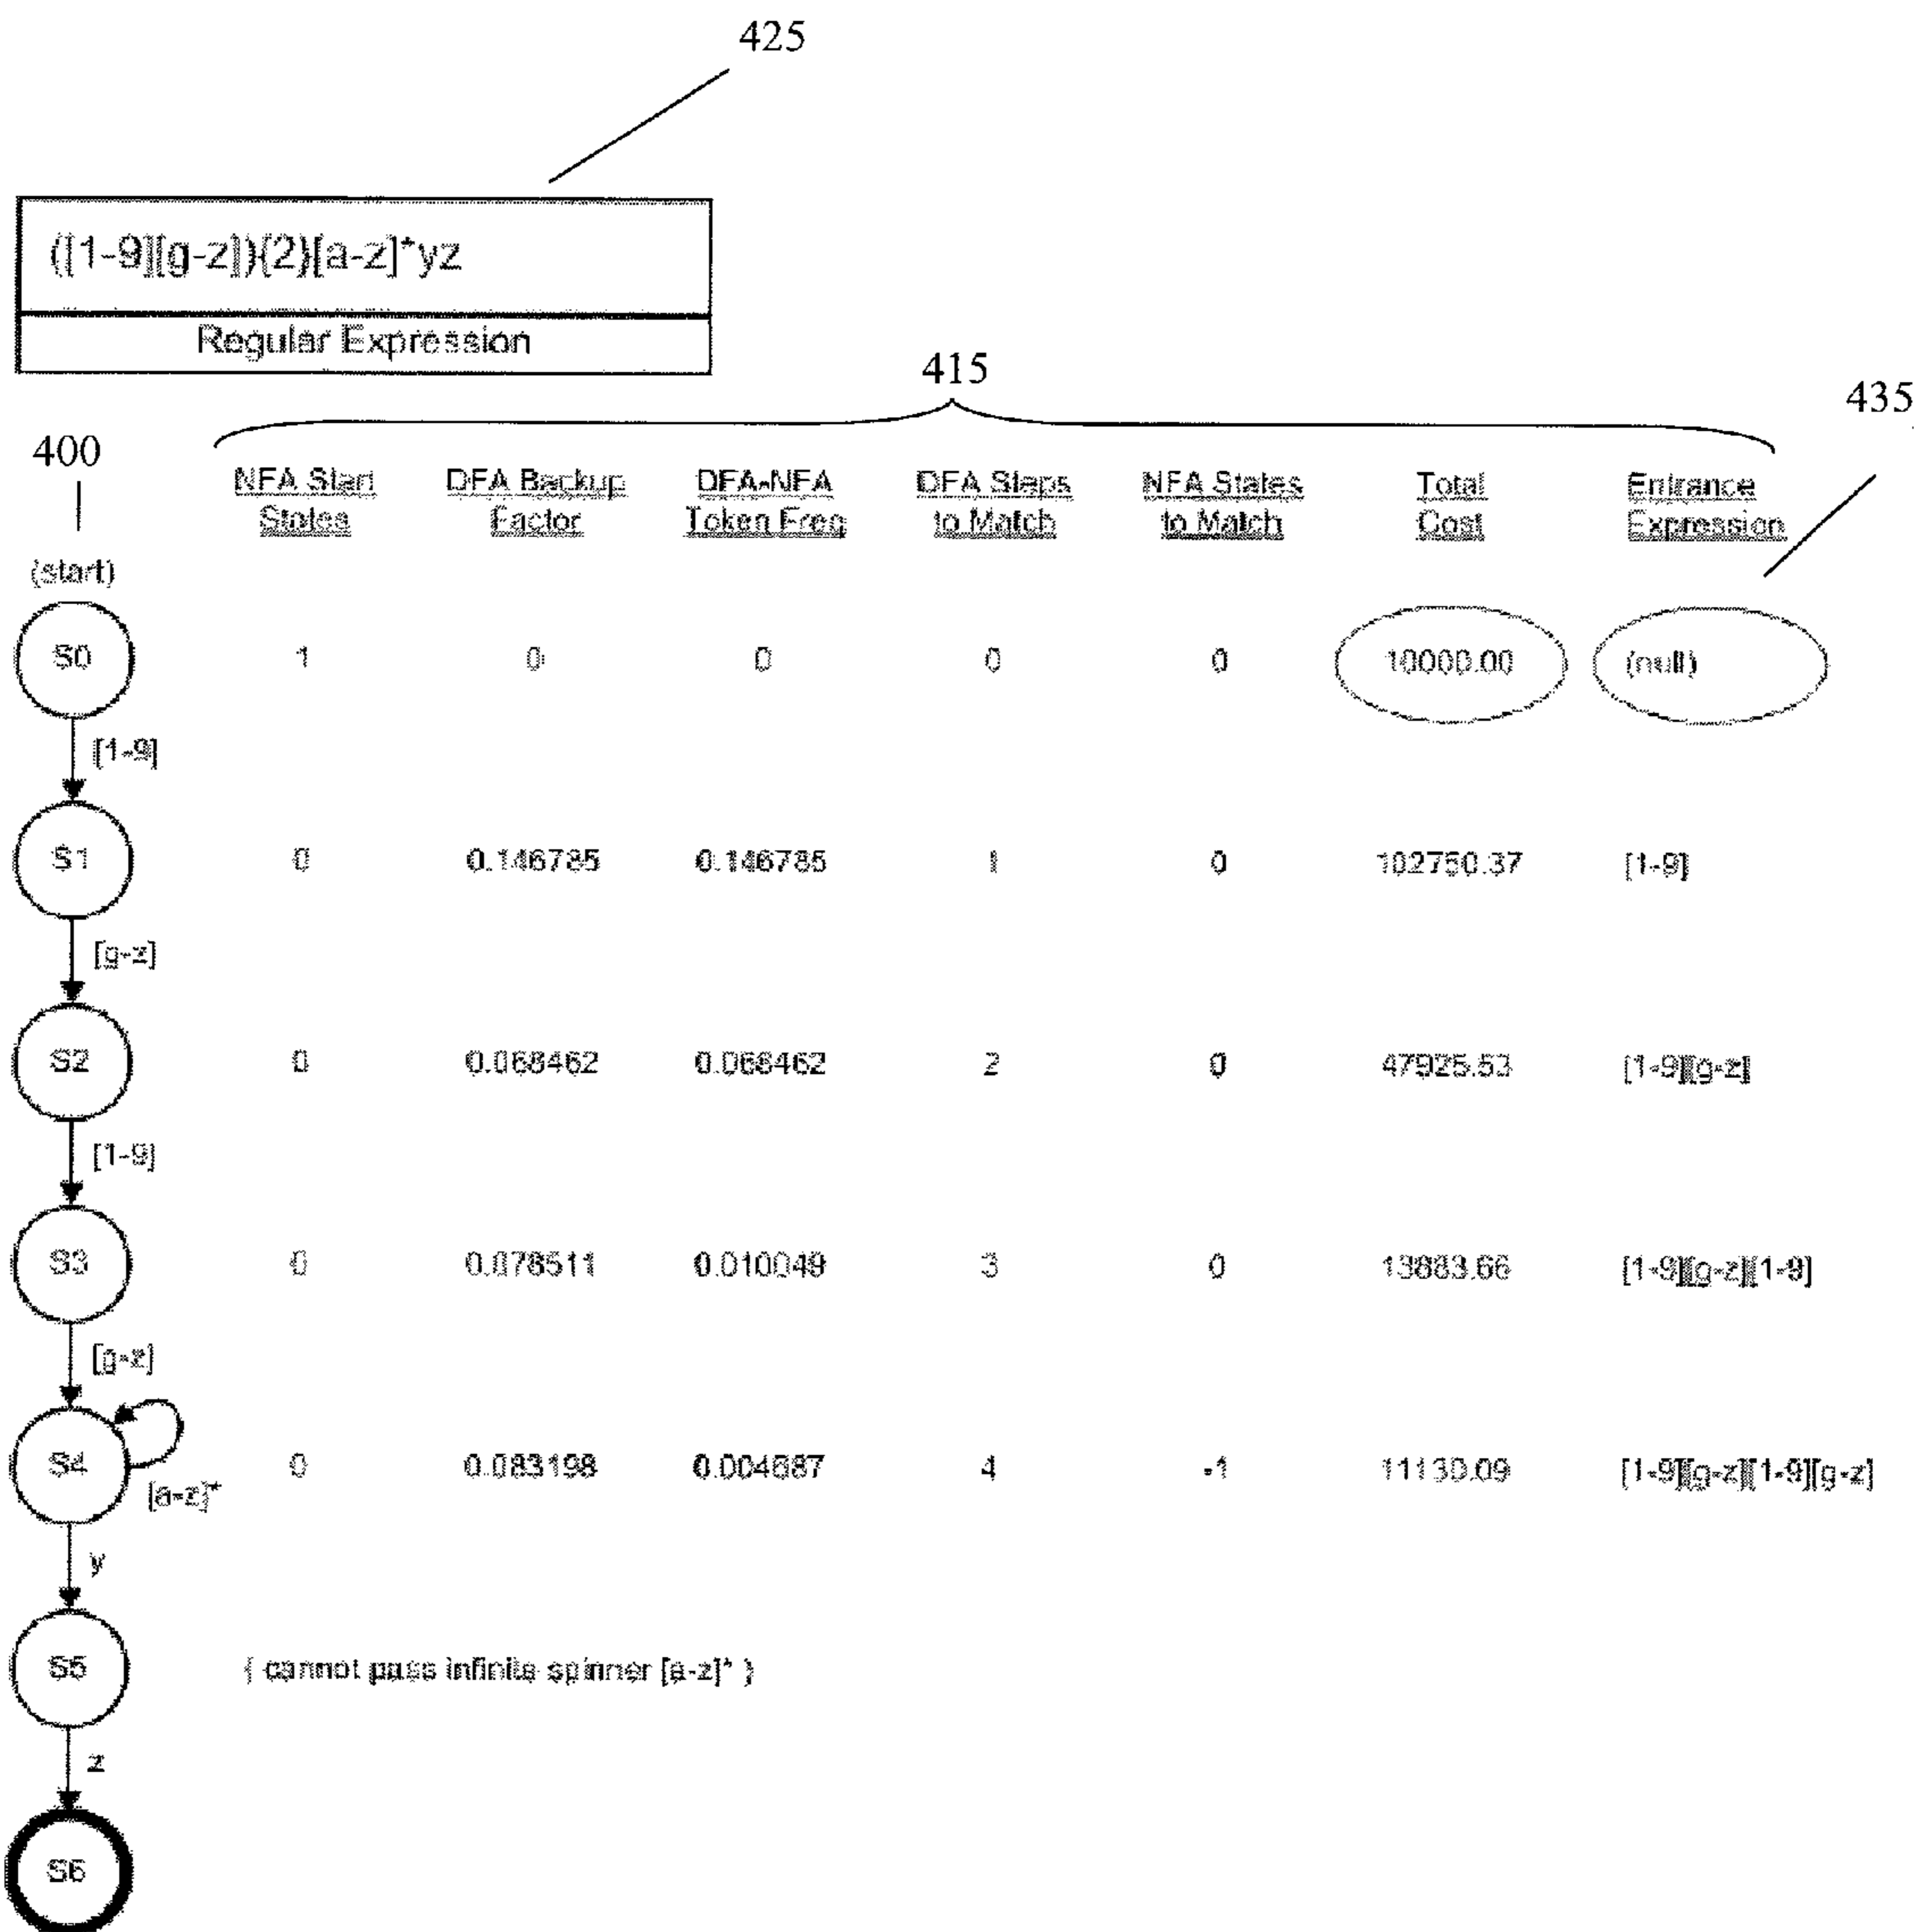 425
([1-9][g-z]){2}[a-z]*yz
Regular Expression
415
435
400
NFA Start States
DFA Backup Factor
DFA-NFA Token Freq
DFA Steps to Match
NFA States to Match
Total Cost
Entrance Expression
(start)
S0 1 0 0 0 0 10000.00 (null)
[1-9]
S1 0 0.146785 0.146785 1 0 102750.37 [1-9]
[g-z]
S2 0 0.068462 0.068462 2 0 47925.53 [1-9][g-z]
[1-9]
S3 0 0.078511 0.010049 3 0 13883.66 [1-9][g-z][1-9]
[g-z]
S4 0 0.083198 0.004687 4 -1 11130.09 [1-9][g-z][1-9][g-z]
[a-z]*
y
S5 ( cannot pass infinite spinner [a-z]* )
z
S6